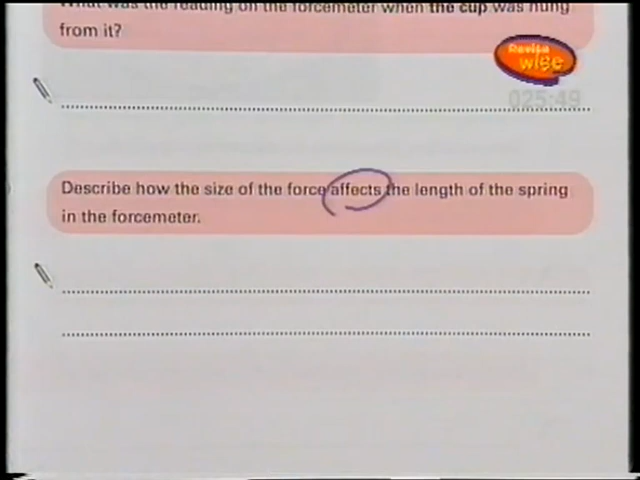 What was the reading on the forcemeter when the cup was hung
from it?
Revise
wise
025:49
Describe how the size of the force affects the length of the spring
in the forcemeter.